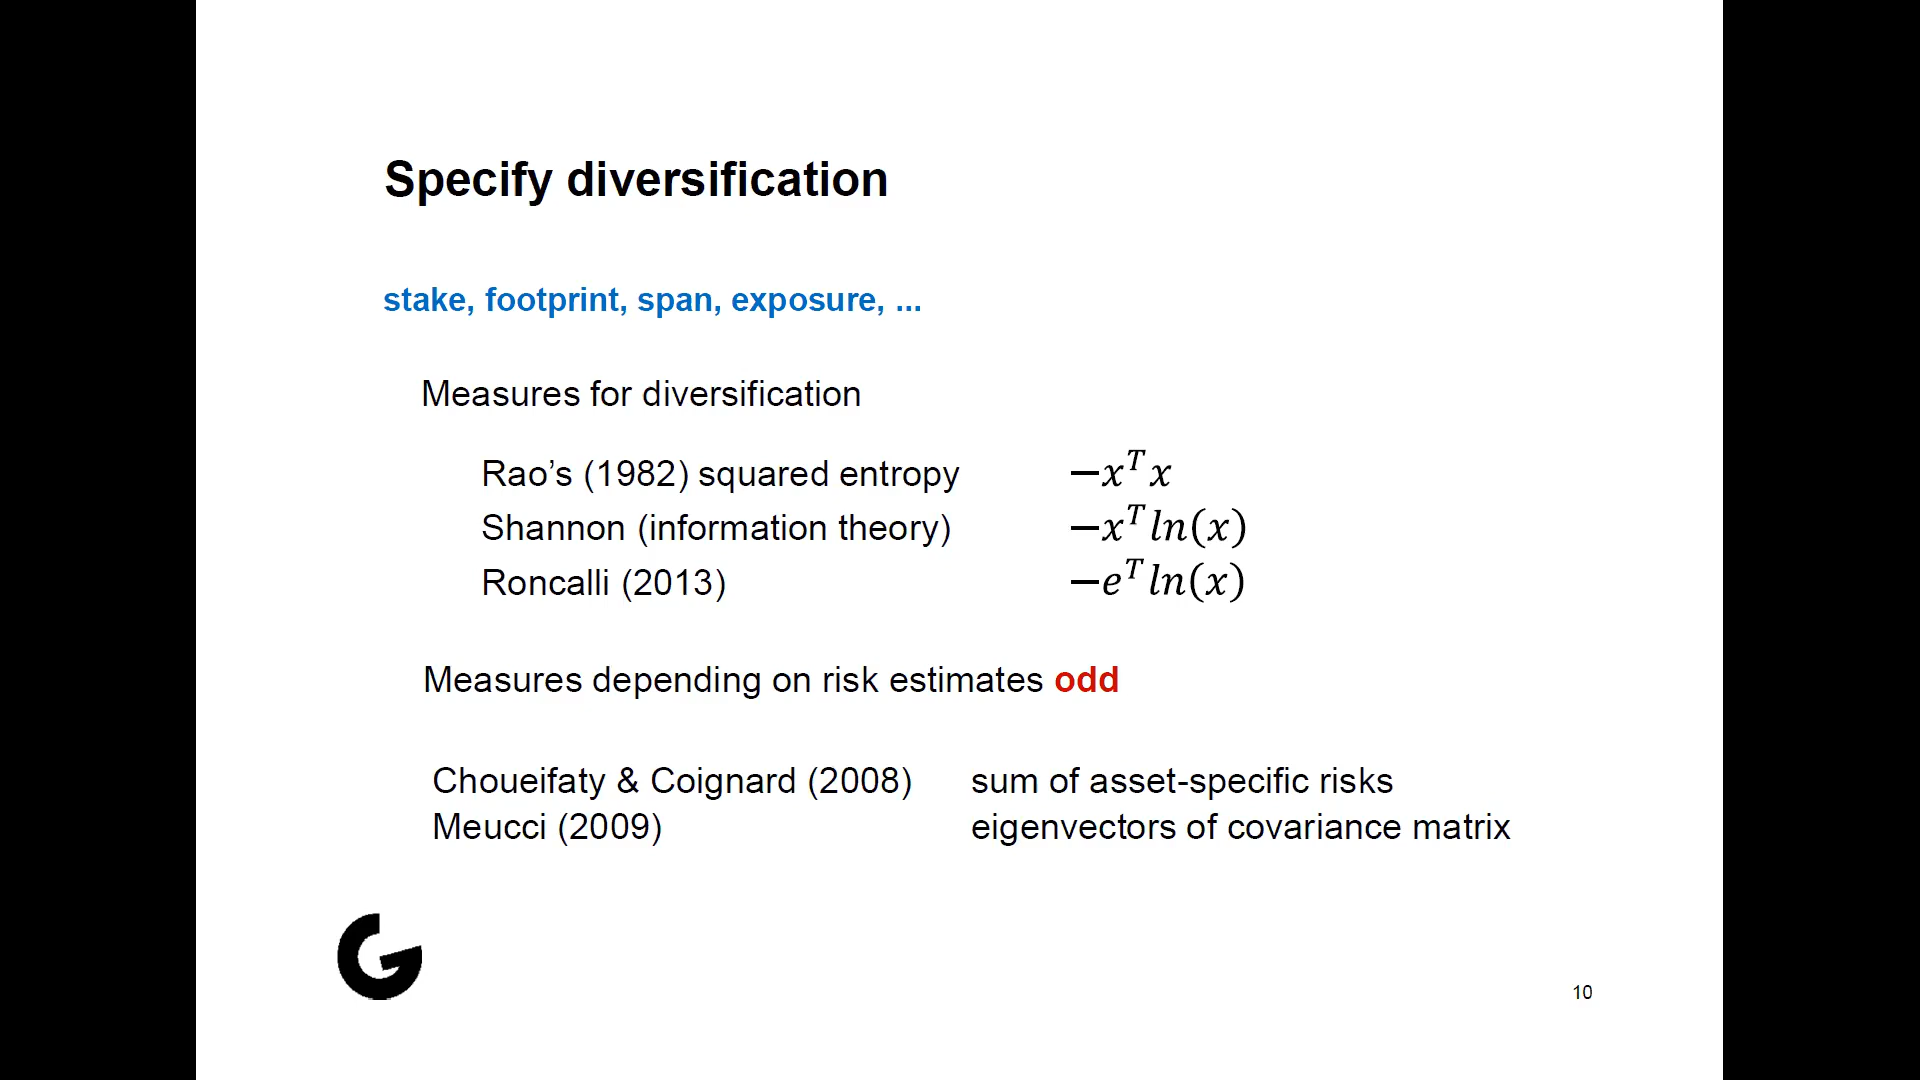 Specify diversification
stake, footprint, span, exposure, ...
Measures for diversification
Rao’s (1982) squared entropy −x^T x
Shannon (information theory) −x^T ln(x)
Roncalli (2013) −e^T ln(x)
Measures depending on risk estimates odd
Choueifaty & Coignard (2008) sum of asset-specific risks
Meucci (2009) eigenvectors of covariance matrix
G
10